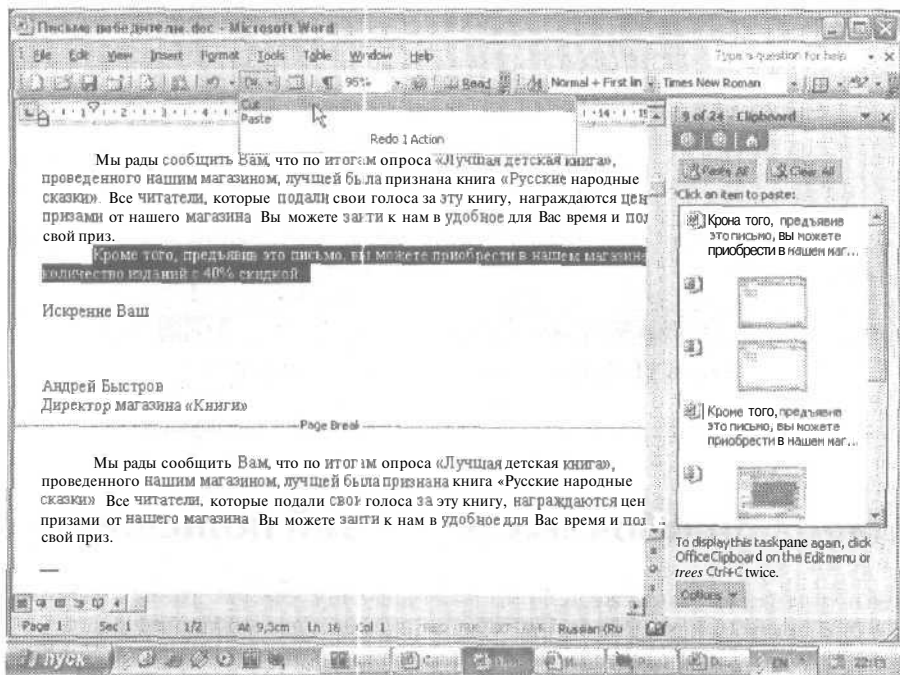 Письмо победителям.doc - Microsoft Word
File Edit View Insert Format Tools Table Window Help
Type a question for help
95% Read Normal + First lin Times New Roman
Cut
Paste
Redo 1 Action
9 of 24 - Clipboard
Paste All Clear All
Click an item to paste:
Мы рады сообщить Вам, что по итогам опроса «Лучшая детская книга»,
проведенного нашим магазином, лучшей была признана книга «Русские народные
сказки» Все читатели, которые подали свои голоса за эту книгу, награждаются цен
призами от нашего магазина Вы можете зайти к нам в удобное для Вас время и пол
свой приз.
Кроме того, предъявив это письмо, вы можете приобрести в нашем магазине
количество изданий с 40% скидкой
Искренне Ваш
Андрей Быстров
Директор магазина «Книги»
Page Break
Мы рады сообщить Вам, что по итогам опроса «Лучшая детская книга»,
проведенного нашим магазином, лучшей была признана книга «Русские народные
сказки» Все читатели, которые подали свои голоса за эту книгу, награждаются цен
призами от нашего магазина Вы можете зайти к нам в удобное для Вас время и пол
свой приз.
Крона того, предъявив
это письмо, вы можете
приобрести в нашем маг...
Кроме того, предъявив
это письмо, вы можете
приобрести в нашем маг...
To display this task pane again, click
Office Clipboard on the Edit menu or
trees Ctrl+C twice.
Options
Page 1 Sec 1 1/2 At 9,3cm Ln 16 Col 1 Russian (Ru
пуск EN